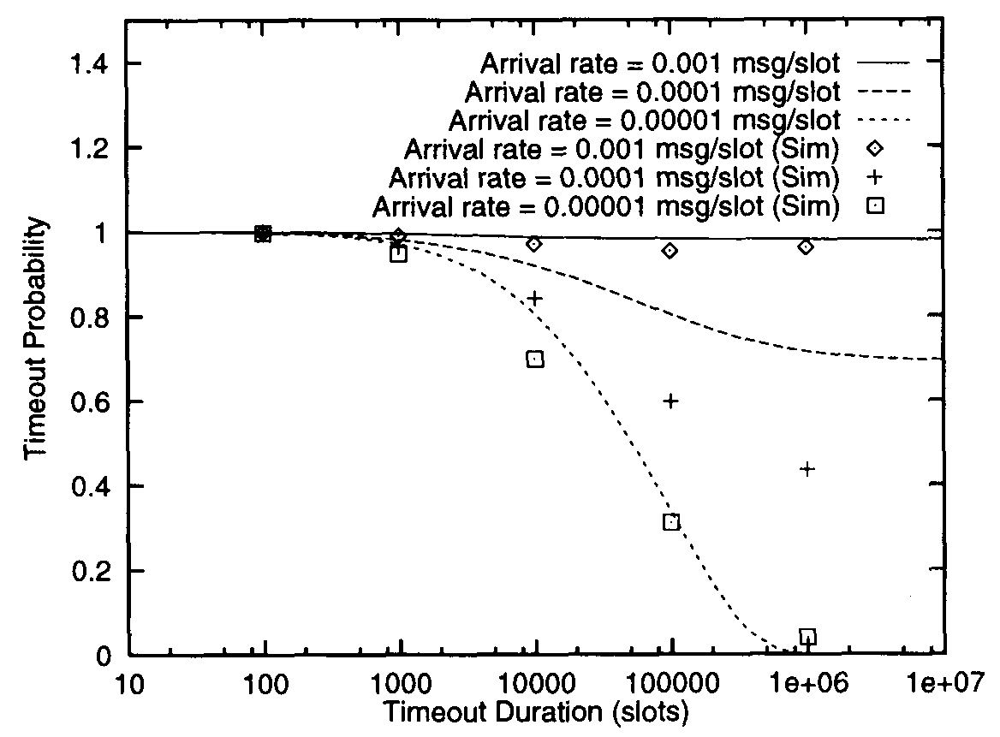 1.4
1.2
1
0.8
0.6
0.4
0.2
0
Timeout Probability
Arrival rate = 0.001 msg/slot
Arrival rate = 0.0001 msg/slot
Arrival rate = 0.00001 msg/slot
Arrival rate = 0.001 msg/slot (Sim)
Arrival rate = 0.0001 msg/slot (Sim)
Arrival rate = 0.00001 msg/slot (Sim)
10 100 1000 10000 100000 1e+06 1e+07
Timeout Duration (slots)